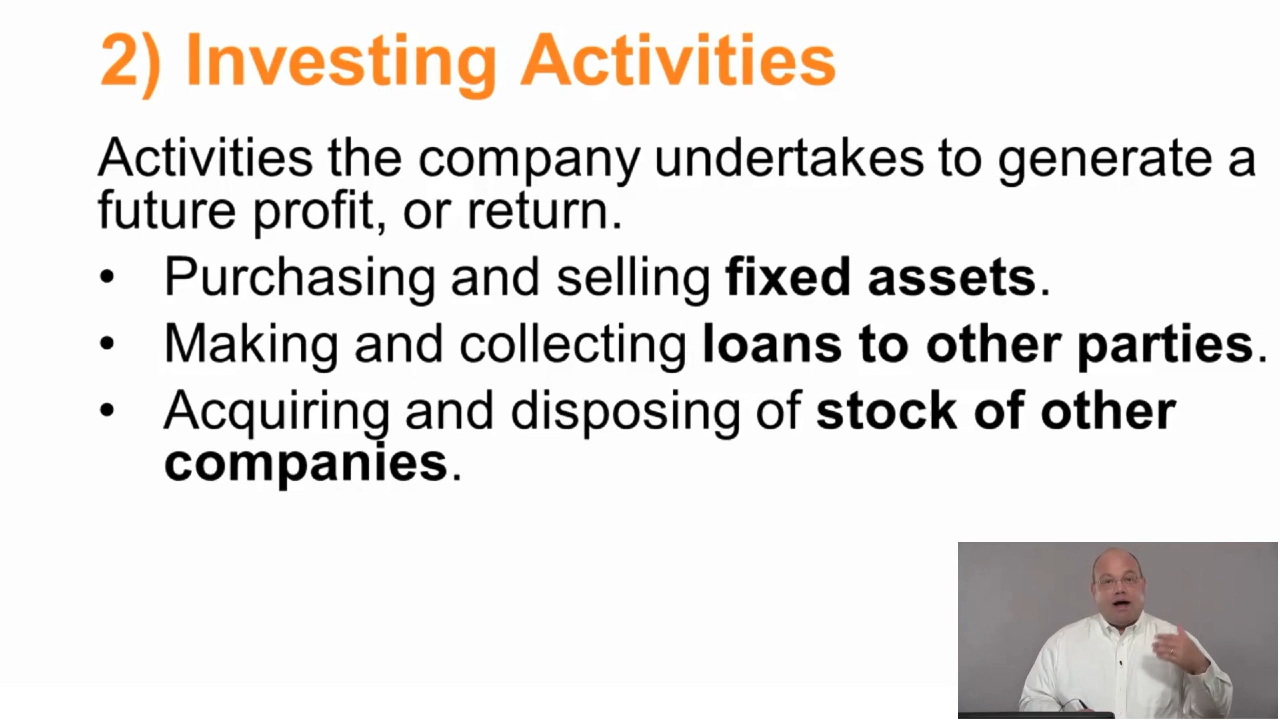 2) Investing Activities
Activities the company undertakes to generate a
future profit, or return.
• Purchasing and selling fixed assets.
• Making and collecting loans to other parties.
• Acquiring and disposing of stock of other
companies.